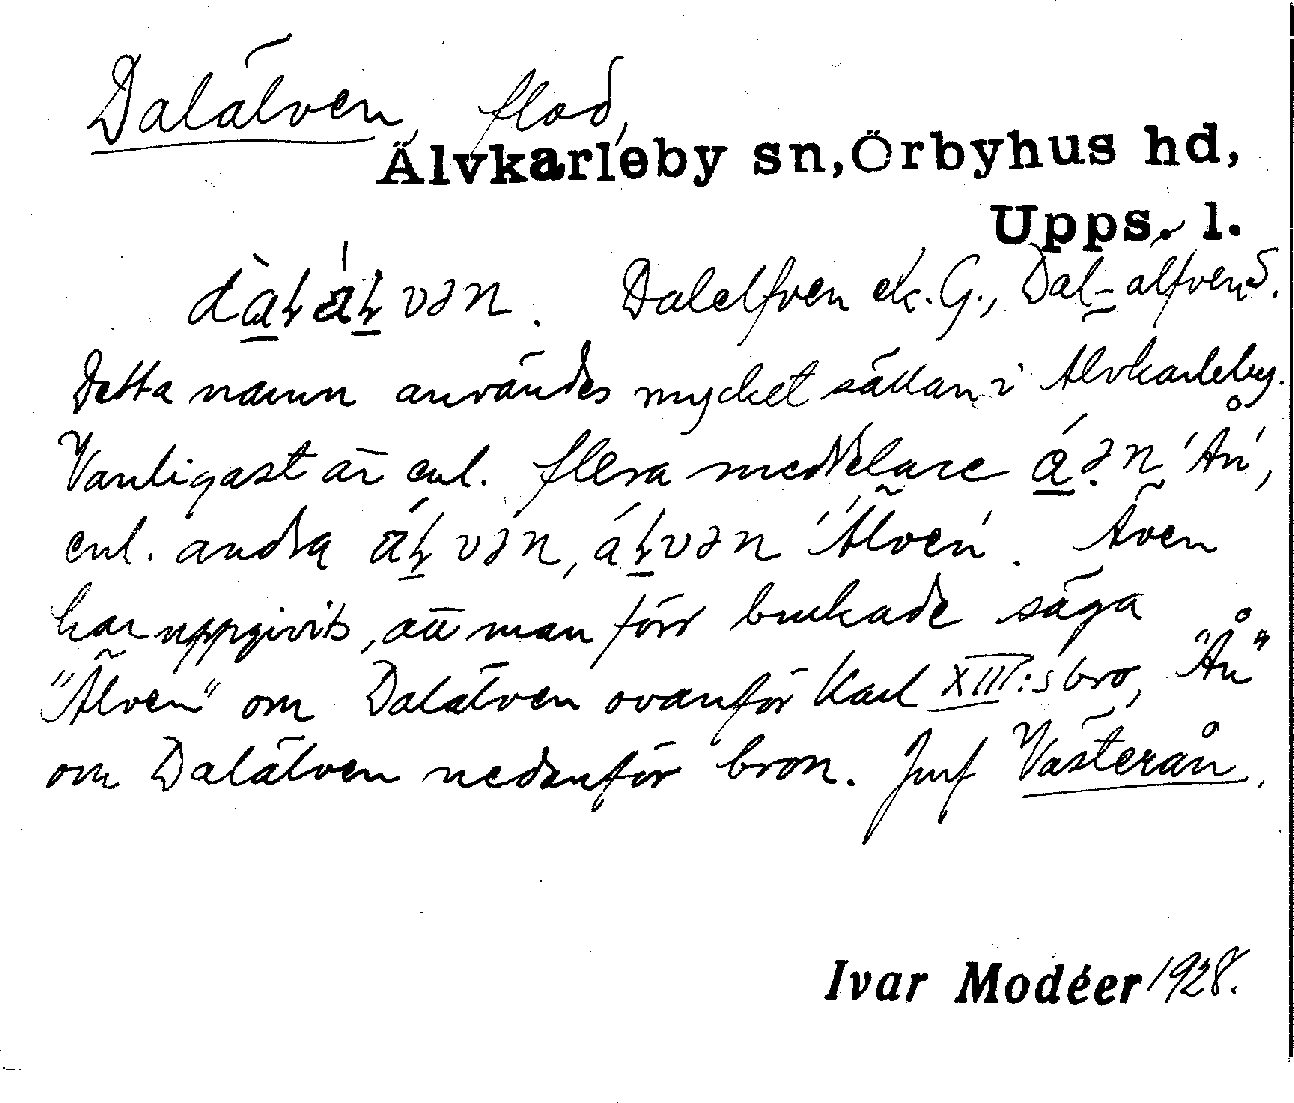 Dalälven, flod,
Älvkarleby sn, Örbyhus hd,
Upps. l.
Dalelfven ek. G., Dal-älfven S.
Detta namn användes mycket sällan i Älvkarleby.
Vanligast är enl. flera meddelare 'Ån',
enl. andra 'Älven'. Även
har uppgivits, att man förr brukade säga
"Älven" om Dalälven ovanför Karl XIII:s bro, "Ån"
om Dalälven nedanför bron. Jmf Västerån.
Ivar Modéer 1928.